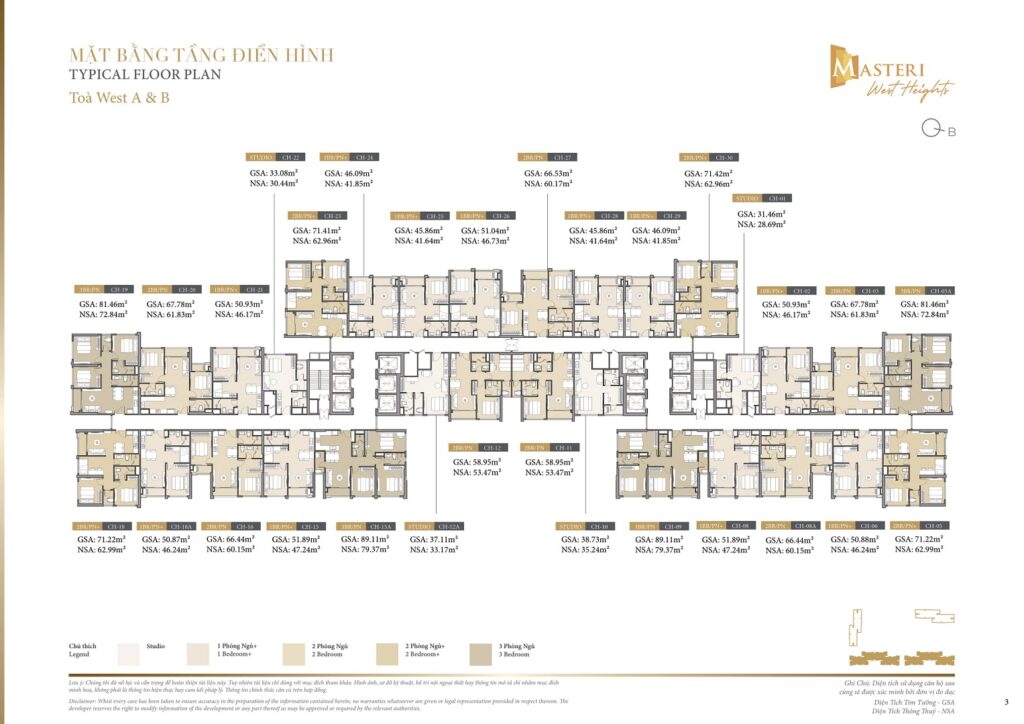 MẶT BẰNG TẦNG ĐIỂN HÌNH
TYPICAL FLOOR PLAN
Toà West A & B
MASTERI
West Heights
B
STUDIO CH-22
GSA: 33.08m²
NSA: 30.44m²
1BR/PN+ CH-24
GSA: 46.09m²
NSA: 41.85m²
2BR/PN CH-27
GSA: 66.53m²
NSA: 60.17m²
2BR/PN+ CH-30
GSA: 71.42m²
NSA: 62.96m²
STUDIO CH-01
GSA: 31.46m²
NSA: 28.69m²
2BR/PN+ CH-23
GSA: 71.41m²
NSA: 62.96m²
1BR/PN+ CH-25
GSA: 45.86m²
NSA: 41.64m²
1BR/PN+ CH-26
GSA: 51.04m²
NSA: 46.73m²
1BR/PN+ CH-28
GSA: 45.86m²
NSA: 41.64m²
1BR/PN+ CH-29
GSA: 46.09m²
NSA: 41.85m²
3BR/PN CH-19
GSA: 81.46m²
NSA: 72.84m²
2BR/PN CH-20
GSA: 67.78m²
NSA: 61.83m²
1BR/PN+ CH-21
GSA: 50.93m²
NSA: 46.17m²
1BR/PN+ CH-02
GSA: 50.93m²
NSA: 46.17m²
2BR/PN CH-03
GSA: 67.78m²
NSA: 61.83m²
3BR/PN CH-05A
GSA: 81.46m²
NSA: 72.84m²
2BR/PN CH-12
GSA: 58.95m²
NSA: 53.47m²
2BR/PN CH-11
GSA: 58.95m²
NSA: 53.47m²
2BR/PN+ CH-18
GSA: 71.22m²
NSA: 62.99m²
1BR/PN+ CH-18A
GSA: 50.87m²
NSA: 46.24m²
2BR/PN CH-16
GSA: 66.44m²
NSA: 60.15m²
1BR/PN+ CH-15
GSA: 51.89m²
NSA: 47.24m²
3BR/PN CH-15A
GSA: 89.11m²
NSA: 79.37m²
STUDIO CH-12A
GSA: 37.11m²
NSA: 33.17m²
STUDIO CH-10
GSA: 38.73m²
NSA: 35.24m²
3BR/PN CH-09
GSA: 89.11m²
NSA: 79.37m²
1BR/PN+ CH-08
GSA: 51.89m²
NSA: 47.24m²
2BR/PN CH-08A
GSA: 66.44m²
NSA: 60.15m²
1BR/PN+ CH-06
GSA: 50.88m²
NSA: 46.24m²
2BR/PN+ CH-05
GSA: 71.22m²
NSA: 62.99m²
Chú thích
Legend
Studio
1 Phòng Ngủ+
1 Bedroom+
2 Phòng Ngủ
2 Bedroom
2 Phòng Ngủ+
2 Bedroom+
3 Phòng Ngủ
3 Bedroom
Lưu ý: Chúng tôi đã nỗ lực và cẩn trọng để hoàn thiện tài liệu này. Tuy nhiên tài liệu chỉ dùng với mục đích tham khảo. Hình ảnh, sơ đồ kỹ thuật, bố trí nội ngoại thất hay thông tin mô tả chỉ nhằm mục đích
minh hoạ, không phải là thông tin hiện thực hay cam kết pháp lý. Thông tin chính thức căn cứ trên hợp đồng.
Disclaimer: Whist every care has been taken to ensure accuracy in the preparation of the information contained herein, no warranties whatsoever are given or legal representation provided in respect thereom. The
developer reserves the right to modify information of the development or any part thereof as may be approved or required by the relevant authorities.
Ghi Chú: Diện tích sử dụng căn hộ sau
cùng sẽ được xác minh bởi đơn vị đo đạc
Diện Tích Tim Tường - GSA
Diện Tích Thông Thuỷ - NSA
3